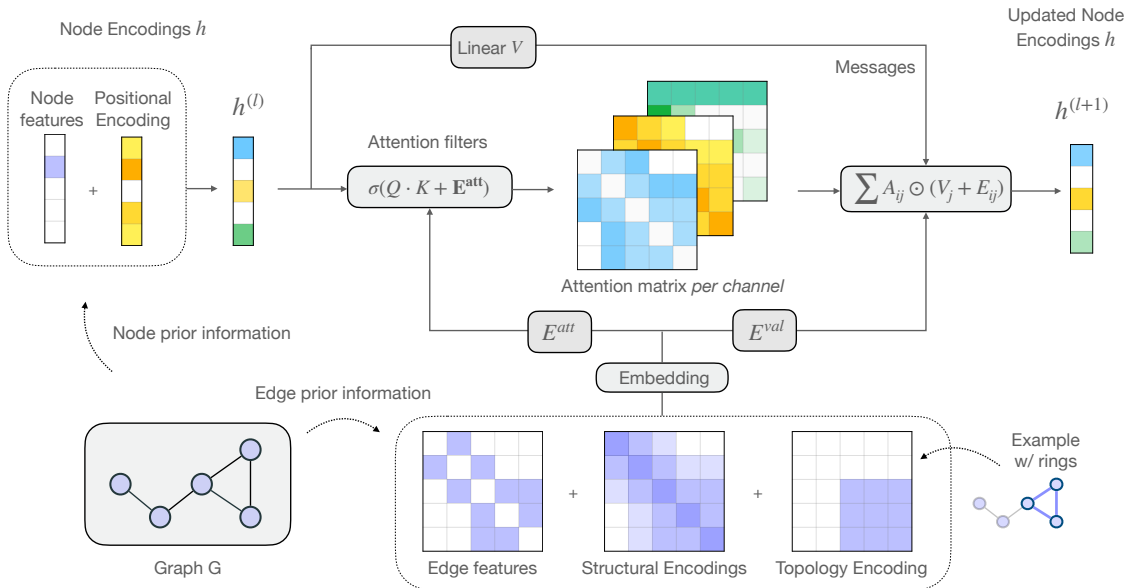 Node Encodings h
Updated Node
Encodings h
Linear V
Messages
Node
features
Positional
Encoding
+
h^(l)
h^(l+1)
Attention filters
σ(Q · K + E^att)
∑ A_ij ⊙ (V_j + E_ij)
Attention matrix per channel
Node prior information
E^att
E^val
Embedding
Edge prior information
Example
w/ rings
+
+
Graph G
Edge features
Structural Encodings
Topology Encoding